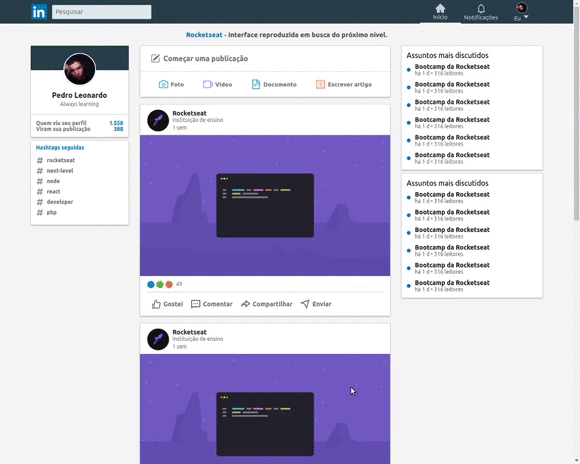 in
Pesquisar
Início
Notificações
Eu
Rocketseat - Interface reproduzida em busca do próximo nível.
Pedro Leonardo
Always learning
Quem viu seu perfil 1.558
Viram sua publicação 388
Hashtags seguidas
# rocketseat
# next-level
# node
# react
# developer
# php
Começar uma publicação
Foto
Vídeo
Documento
Escrever artigo
Rocketseat
Instituição de ensino
1 sem
49
Gostei
Comentar
Compartilhar
Enviar
Rocketseat
Instituição de ensino
1 sem
Assuntos mais discutidos
Bootcamp da Rocketseat
há 1 d • 316 leitores
Bootcamp da Rocketseat
há 1 d • 316 leitores
Bootcamp da Rocketseat
há 1 d • 316 leitores
Bootcamp da Rocketseat
há 1 d • 316 leitores
Bootcamp da Rocketseat
há 1 d • 316 leitores
Bootcamp da Rocketseat
há 1 d • 316 leitores
Assuntos mais discutidos
Bootcamp da Rocketseat
há 1 d • 316 leitores
Bootcamp da Rocketseat
há 1 d • 316 leitores
Bootcamp da Rocketseat
há 1 d • 316 leitores
Bootcamp da Rocketseat
há 1 d • 316 leitores
Bootcamp da Rocketseat
há 1 d • 316 leitores
Bootcamp da Rocketseat
há 1 d • 316 leitores